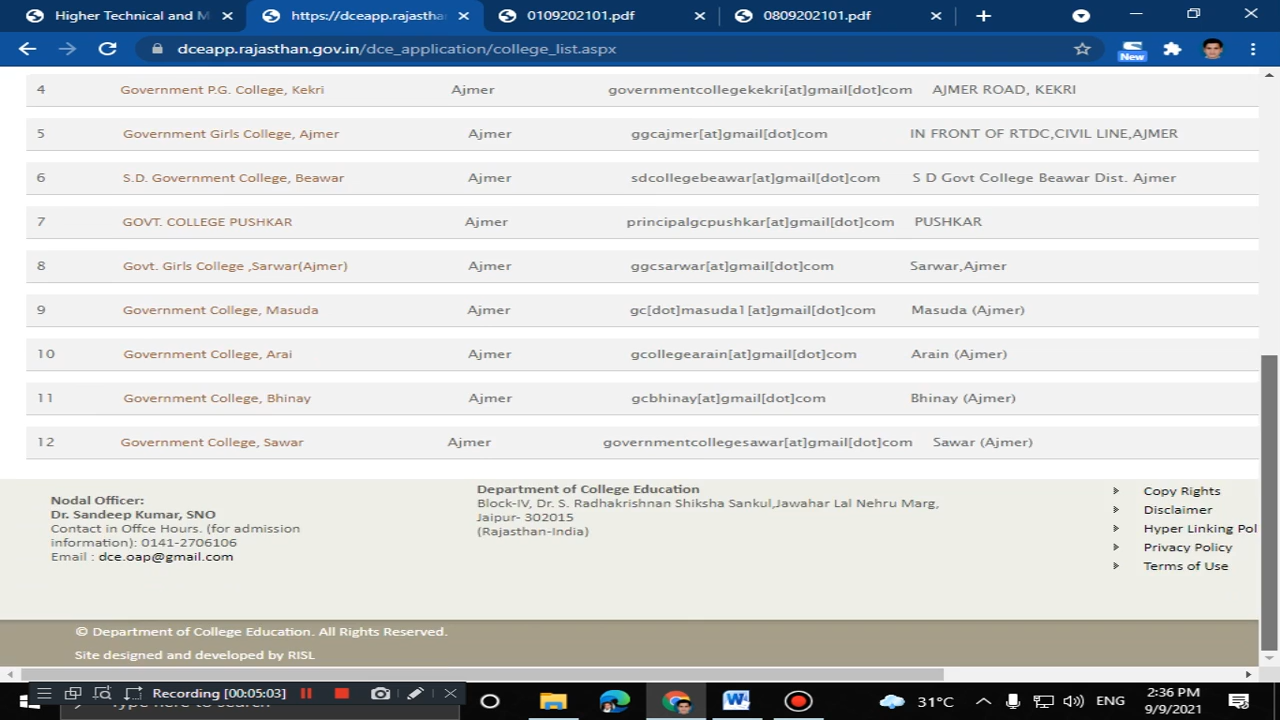 Higher Technical and M
https://dceapp.rajastha
0109202101.pdf
0809202101.pdf
dceapp.rajasthan.gov.in/dce_application/college_list.aspx
New
4 Government P.G. College, Kekri Ajmer governmentcollegekekri[at]gmail[dot]com AJMER ROAD, KEKRI
5 Government Girls College, Ajmer Ajmer ggcajmer[at]gmail[dot]com IN FRONT OF RTDC,CIVIL LINE,AJMER
6 S.D. Government College, Beawar Ajmer sdcollegebeawar[at]gmail[dot]com S D Govt College Beawar Dist. Ajmer
7 GOVT. COLLEGE PUSHKAR Ajmer principalgcpushkar[at]gmail[dot]com PUSHKAR
8 Govt. Girls College ,Sarwar(Ajmer) Ajmer ggcsarwar[at]gmail[dot]com Sarwar,Ajmer
9 Government College, Masuda Ajmer gc[dot]masuda1[at]gmail[dot]com Masuda (Ajmer)
10 Government College, Arai Ajmer gcollegearain[at]gmail[dot]com Arain (Ajmer)
11 Government College, Bhinay Ajmer gcbhinay[at]gmail[dot]com Bhinay (Ajmer)
12 Government College, Sawar Ajmer governmentcollegesawar[at]gmail[dot]com Sawar (Ajmer)
Nodal Officer:
Dr. Sandeep Kumar, SNO
Contact in Offce Hours. (for admission
information): 0141-2706106
Email : dce.oap@gmail.com
Department of College Education
Block-IV, Dr. S. Radhakrishnan Shiksha Sankul,Jawahar Lal Nehru Marg,
Jaipur- 302015
(Rajasthan-India)
Copy Rights
Disclaimer
Hyper Linking Pol
Privacy Policy
Terms of Use
© Department of College Education. All Rights Reserved.
Site designed and developed by RISL
Recording [00:05:03]
Type here to search
31°C
ENG
2:36 PM
9/9/2021